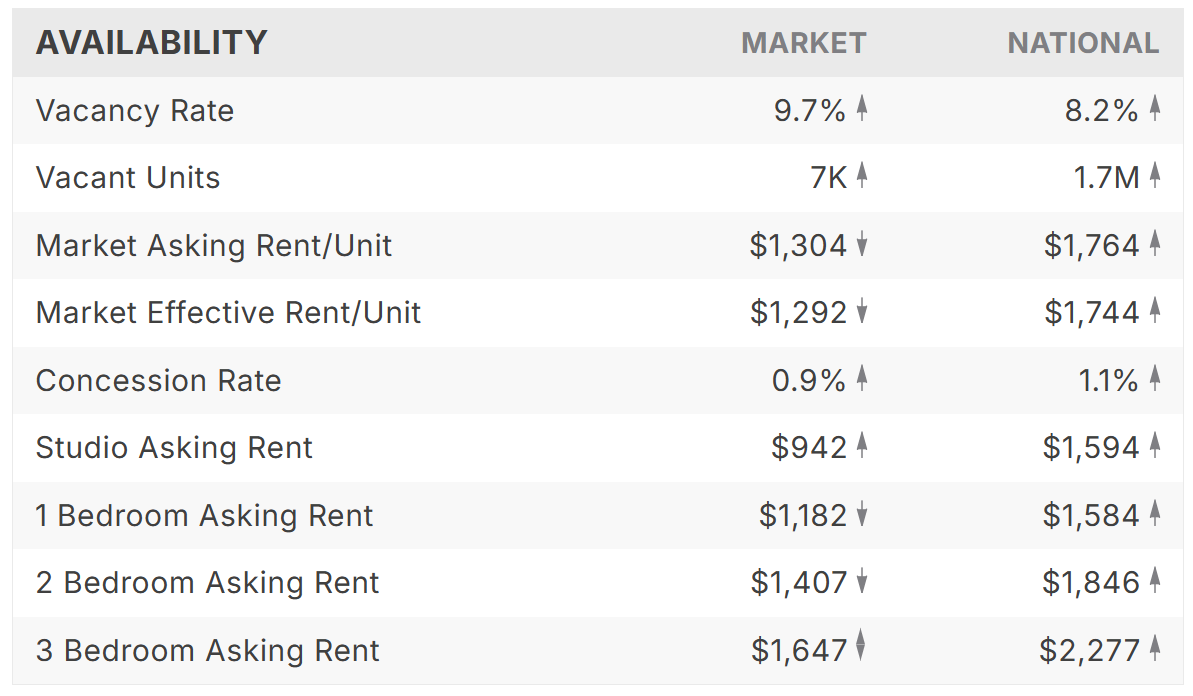 AVAILABILITY MARKET NATIONAL
Vacancy Rate 9.7% 8.2%
Vacant Units 7K 1.7M
Market Asking Rent/Unit $1,304 $1,764
Market Effective Rent/Unit $1,292 $1,744
Concession Rate 0.9% 1.1%
Studio Asking Rent $942 $1,594
1 Bedroom Asking Rent $1,182 $1,584
2 Bedroom Asking Rent $1,407 $1,846
3 Bedroom Asking Rent $1,647 $2,277